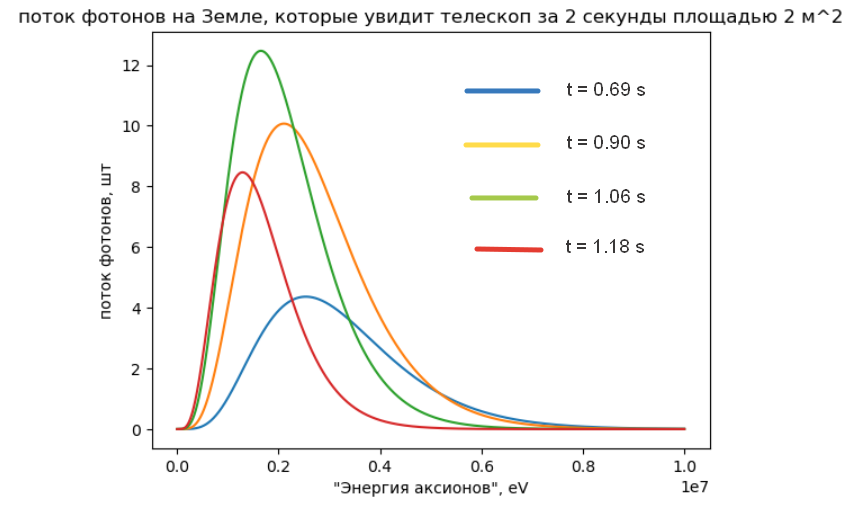 поток фотонов на Земле, которые увидит телескоп за 2 секунды площадью 2 м^2
t = 0.69 s
t = 0.90 s
t = 1.06 s
t = 1.18 s
поток фотонов, шт
12
10
8
6
4
2
0
0.0 0.2 0.4 0.6 0.8 1.0
1e7
"Энергия аксионов", eV